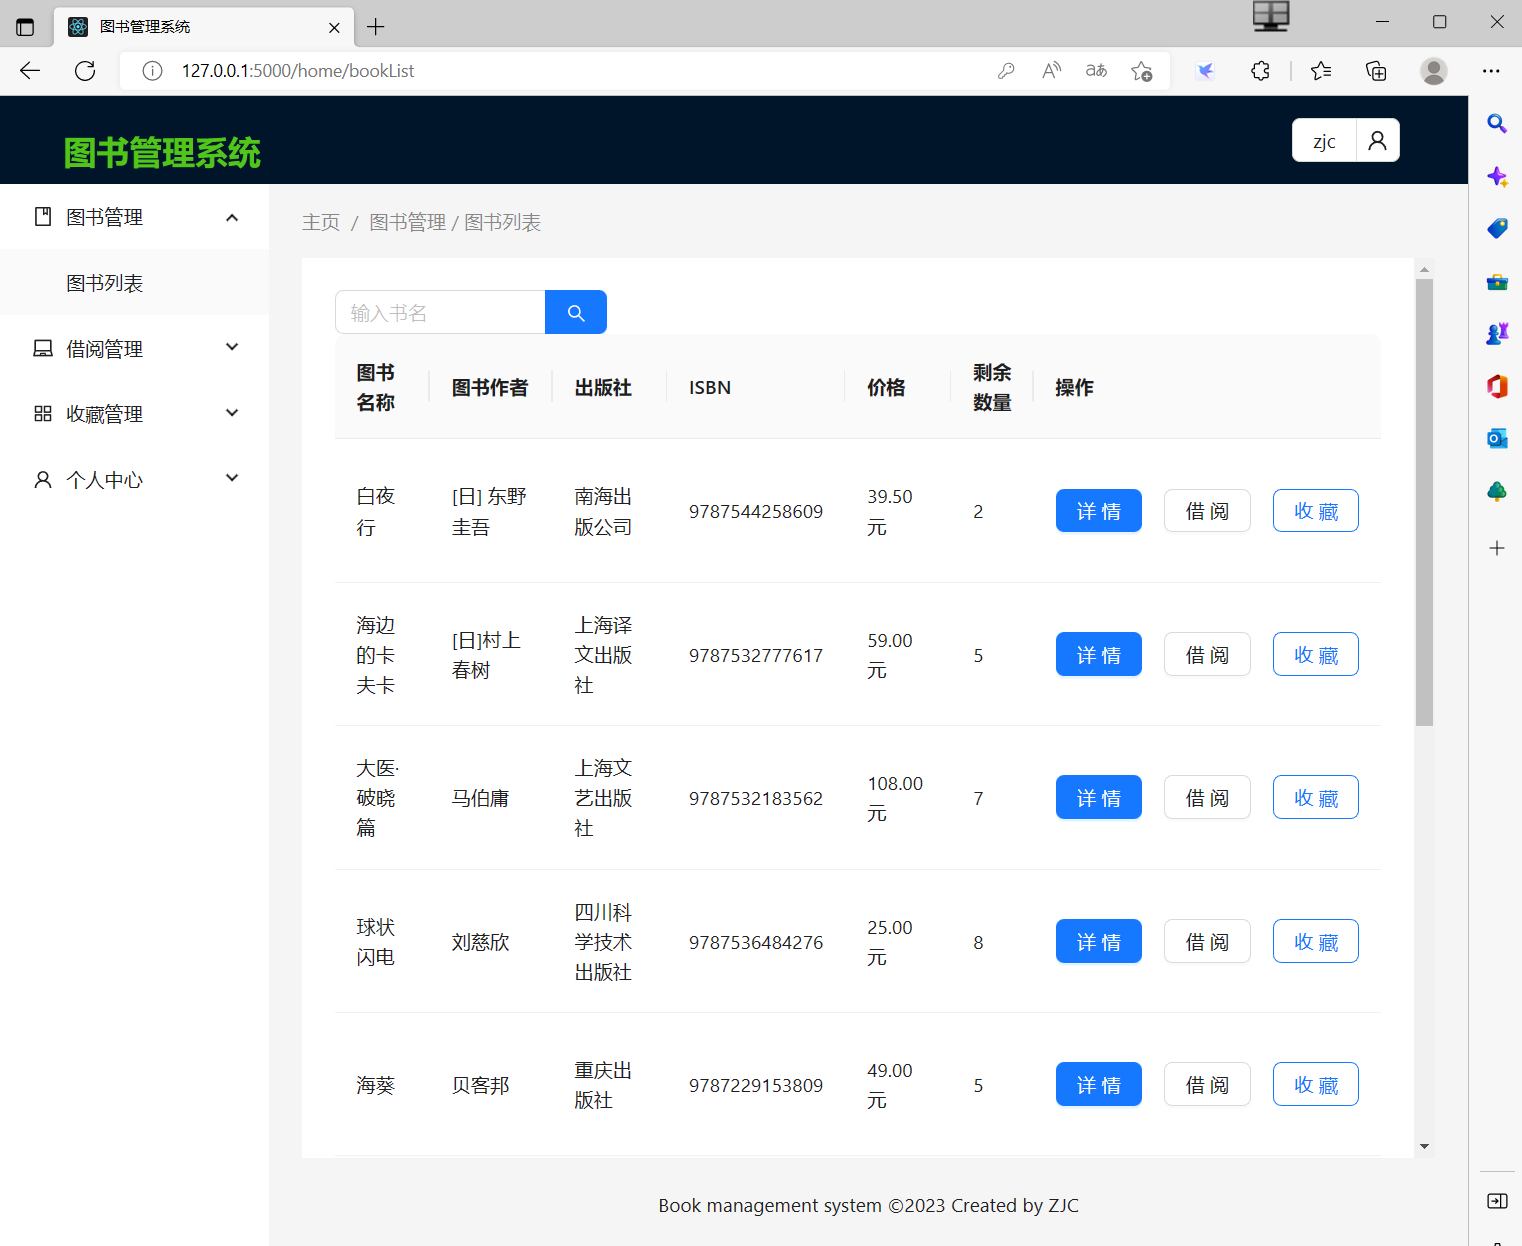 图书管理系统
127.0.0.1:5000/home/bookList
图书管理系统
zjc
图书管理
图书列表
借阅管理
收藏管理
个人中心
主页 / 图书管理 / 图书列表
输入书名
图书
名称
图书作者
出版社
ISBN
价格
剩余
数量
操作
白夜
行
[日] 东野
圭吾
南海出
版公司
9787544258609
39.50
元
2
详 情
借 阅
收 藏
海边
的卡
夫卡
[日]村上
春树
上海译
文出版
社
9787532777617
59.00
元
5
详 情
借 阅
收 藏
大医·
破晓
篇
马伯庸
上海文
艺出版
社
9787532183562
108.00
元
7
详 情
借 阅
收 藏
球状
闪电
刘慈欣
四川科
学技术
出版社
9787536484276
25.00
元
8
详 情
借 阅
收 藏
海葵
贝客邦
重庆出
版社
9787229153809
49.00
元
5
详 情
借 阅
收 藏
Book management system ©2023 Created by ZJC